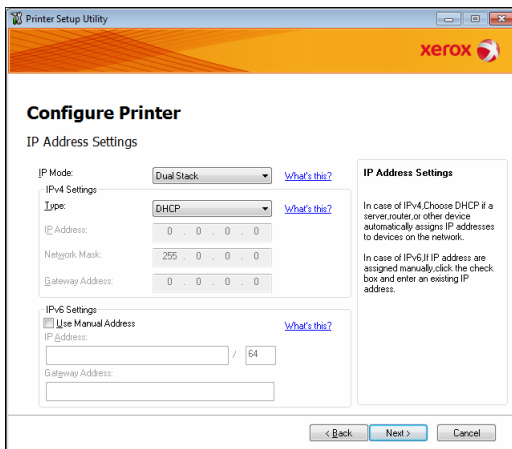 Printer Setup Utility
xerox
Configure Printer
IP Address Settings
IP Mode:
Dual Stack
What's this?
IPv4 Settings
Type:
DHCP
What's this?
IP Address:
0 . 0 . 0 . 0
Network Mask:
255 . 0 . 0 . 0
Gateway Address:
0 . 0 . 0 . 0
IPv6 Settings
Use Manual Address
What's this?
IP Address:
/ 64
Gateway Address:
IP Address Settings
In case of IPv4,Choose DHCP if a
server,router,or other device
automatically assigns IP addresses
to devices on the network.
In case of IPv6,If IP address are
assigned manually,click the check
box and enter an existing IP
address.
< Back
Next >
Cancel